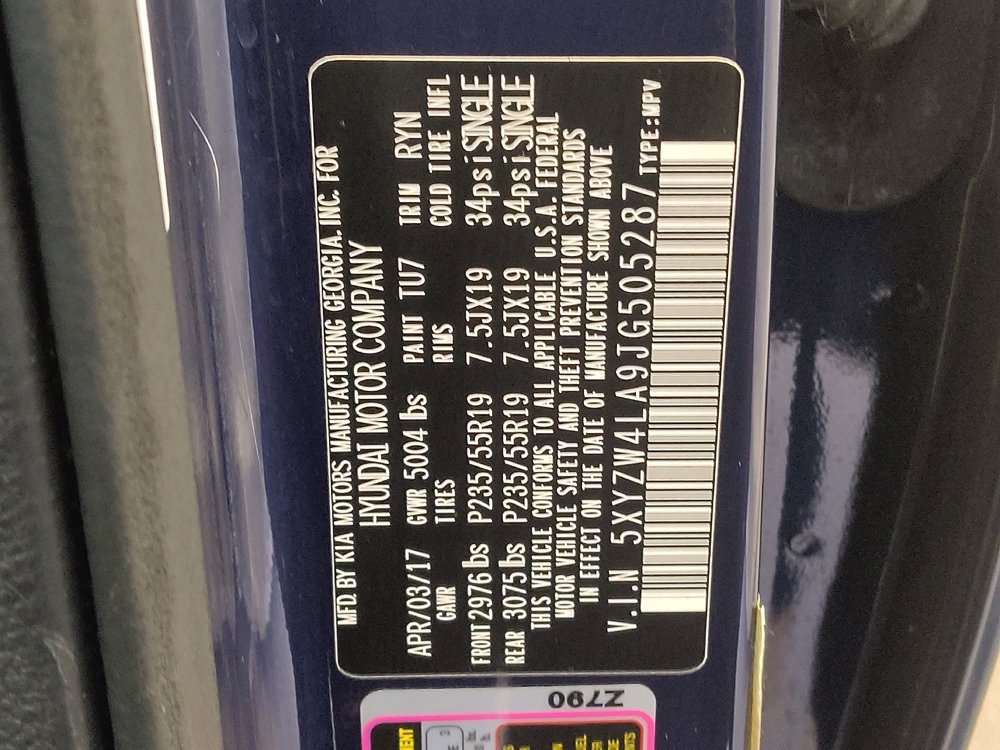 MFD. BY KIA MOTORS MANUFACTURING GEORGIA. INC. FOR
HYUNDAI MOTOR COMPANY
APR/03/17 GVWR 5004 lbs PAINT TU7 TRIM RYN
GAWR TIRES RIMS COLD TIRE INFL
FRONT 2976 lbs P235/55R19 7.5JX19 34psi SINGLE
REAR 3075 lbs P235/55R19 7.5JX19 34psi SINGLE
THIS VEHICLE CONFORMS TO ALL APPLICABLE U.S.A. FEDERAL
MOTOR VEHICLE SAFETY AND THEFT PREVENTION STANDARDS
IN EFFECT ON THE DATE OF MANUFACTURE SHOWN ABOVE
V.I.N 5XYZW4LA9JG505287 TYPE:MPV
Z790